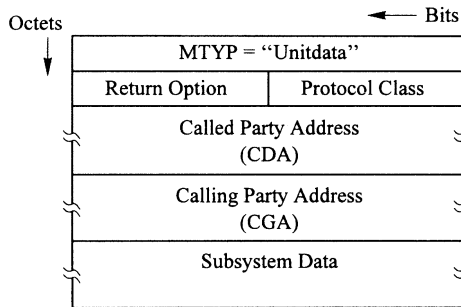 Bits
Octets
MTYP = “Unitdata”
Return Option
Protocol Class
Called Party Address
(CDA)
Calling Party Address
(CGA)
Subsystem Data